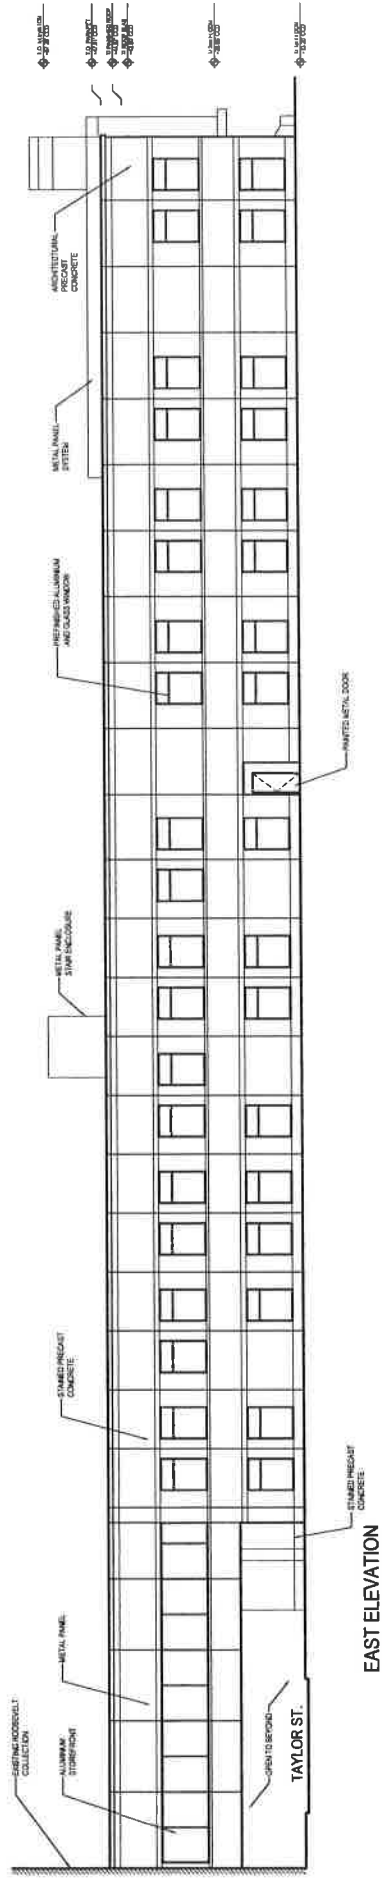 EXISTING ROOSEVELT
COLLECTION
ALUMINUM
STOREFRONT
METAL PANEL
STAINED PRECAST
CONCRETE
METAL PANEL
STAIR ENCLOSURE
PREFINISHED ALUMINUM
AND GLASS WINDOW
METAL PANEL
SYSTEM
ARCHITECTURAL
PRECAST
CONCRETE
OPEN TO BEYOND
TAYLOR ST.
STAINED PRECAST
CONCRETE
PAINTED METAL DOOR
EAST ELEVATION